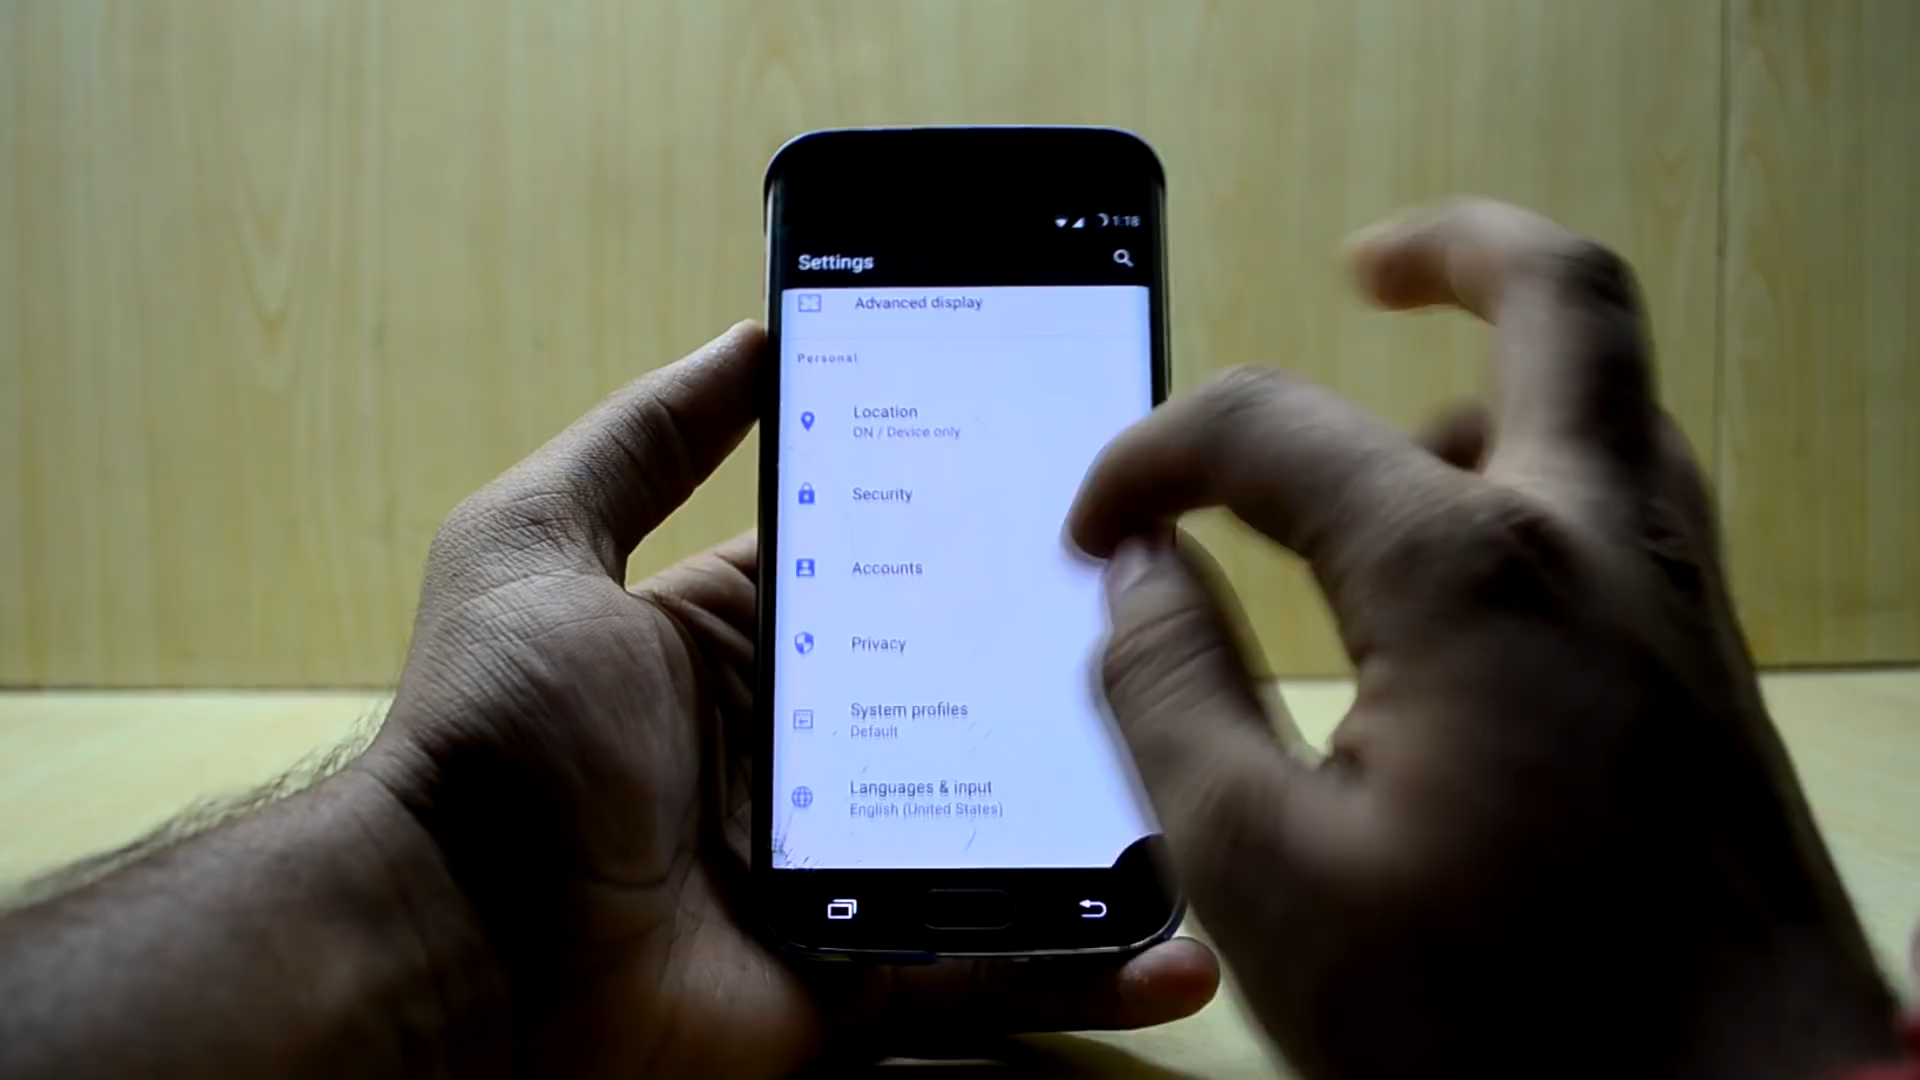 1:18
Settings
Advanced display
Personal
Location
ON / Device only
Security
Accounts
Privacy
System profiles
Default
Languages & input
English (United States)